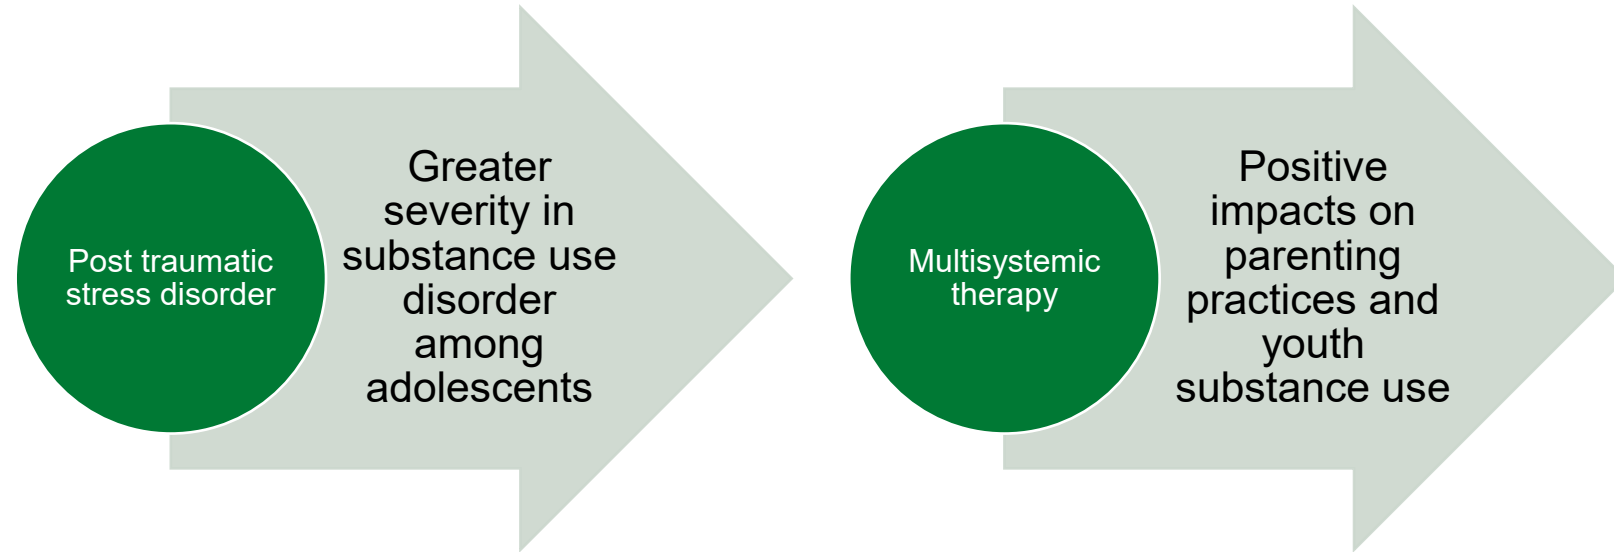 Post traumatic
stress disorder
Greater
severity in
substance use
disorder
among
adolescents
Multisystemic
therapy
Positive
impacts on
parenting
practices and
youth
substance use